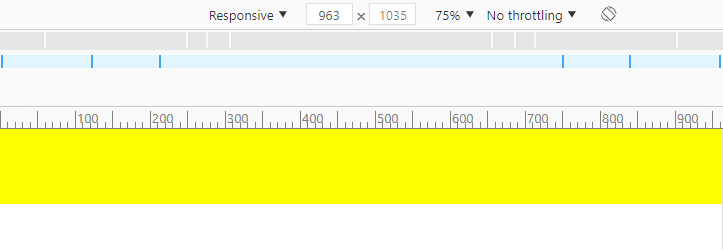 Responsive ▼ 963 × 1035 75% ▼ No throttling ▼
100 200 300 400 500 600 700 800 900